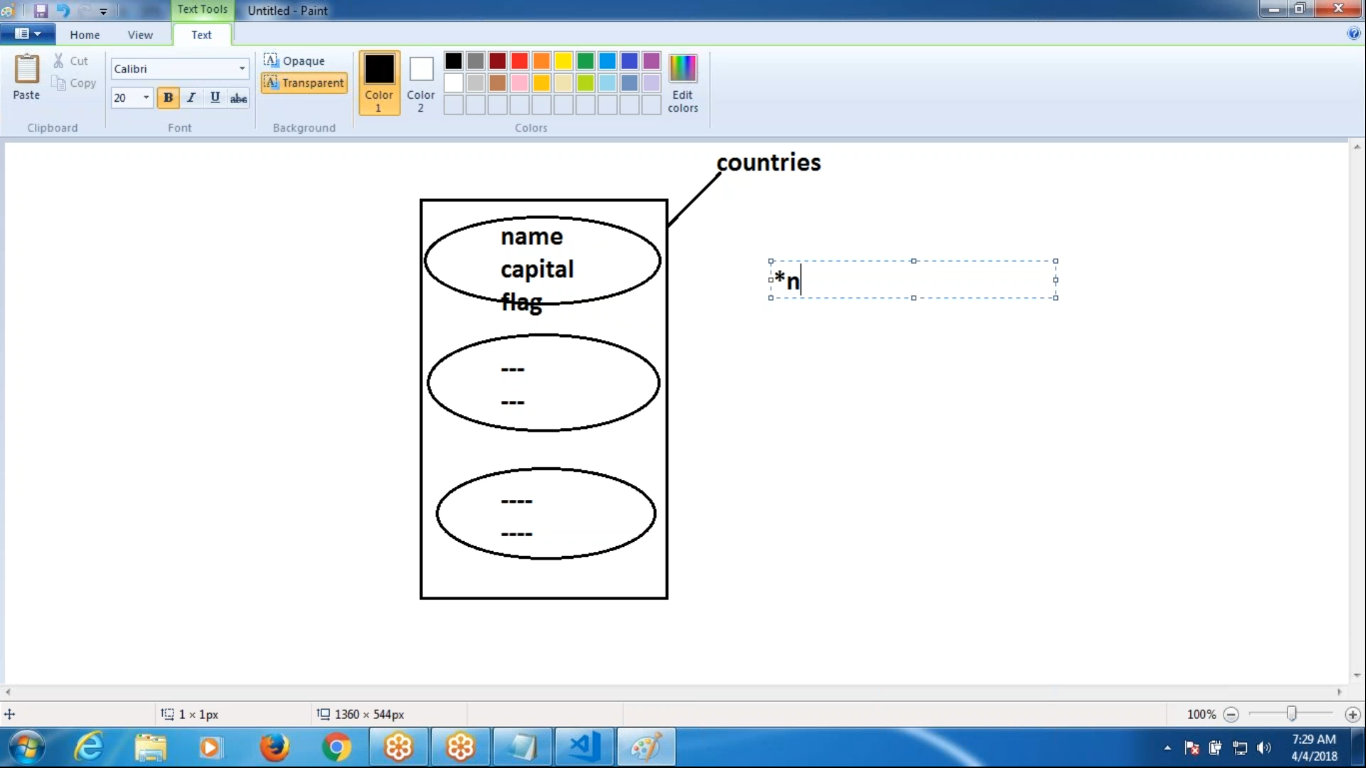 Text Tools
Untitled - Paint
Home
View
Text
Paste
Cut
Copy
Clipboard
Calibri
20
B I U abc
Font
Opaque
Transparent
Background
Color 1
Color 2
Edit colors
Colors
countries
name
capital
flag
*n
---
---
----
----
1 × 1px
1360 × 544px
100%
7:29 AM
4/4/2018